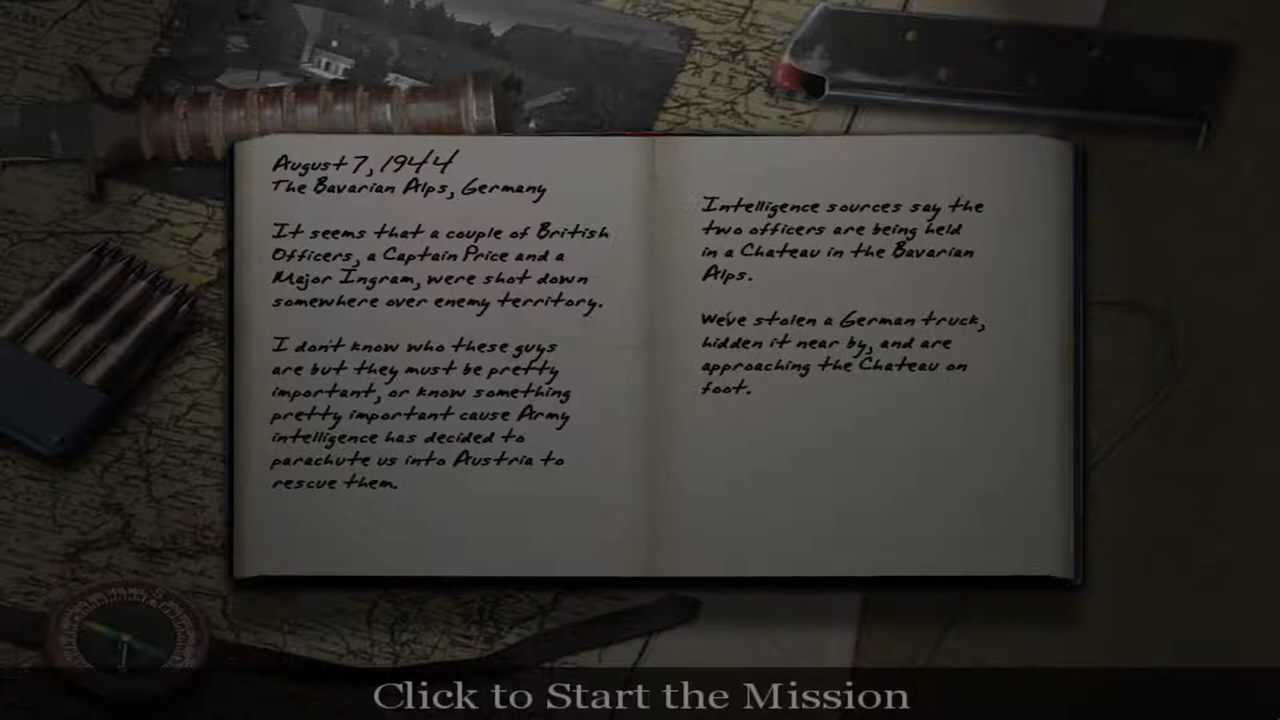 August 7, 1944
The Bavarian Alps, Germany
It seems that a couple of British
Officers, a Captain Price and a
Major Ingram, were shot down
somewhere over enemy territory.
I don't know who these guys
are but they must be pretty
important, or know something
pretty important cause Army
intelligence has decided to
parachute us into Austria to
rescue them.
Intelligence sources say the
two officers are being held
in a Chateau in the Bavarian
Alps.
We've stolen a German truck,
hidden it near by, and are
approaching the Chateau on
foot.
Click to Start the Mission